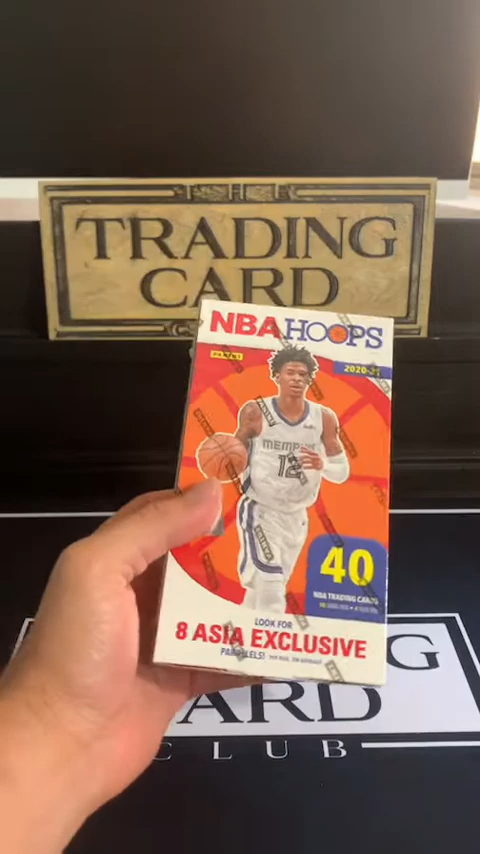 THE
TRADING
CARD
NBA HOOPS
PANINI
2020-21
MEMPHIS
12
40
NBA TRADING CARDS
LOOK FOR
8 ASIA EXCLUSIVE
PARALLELS!
G
ARD
CLUB